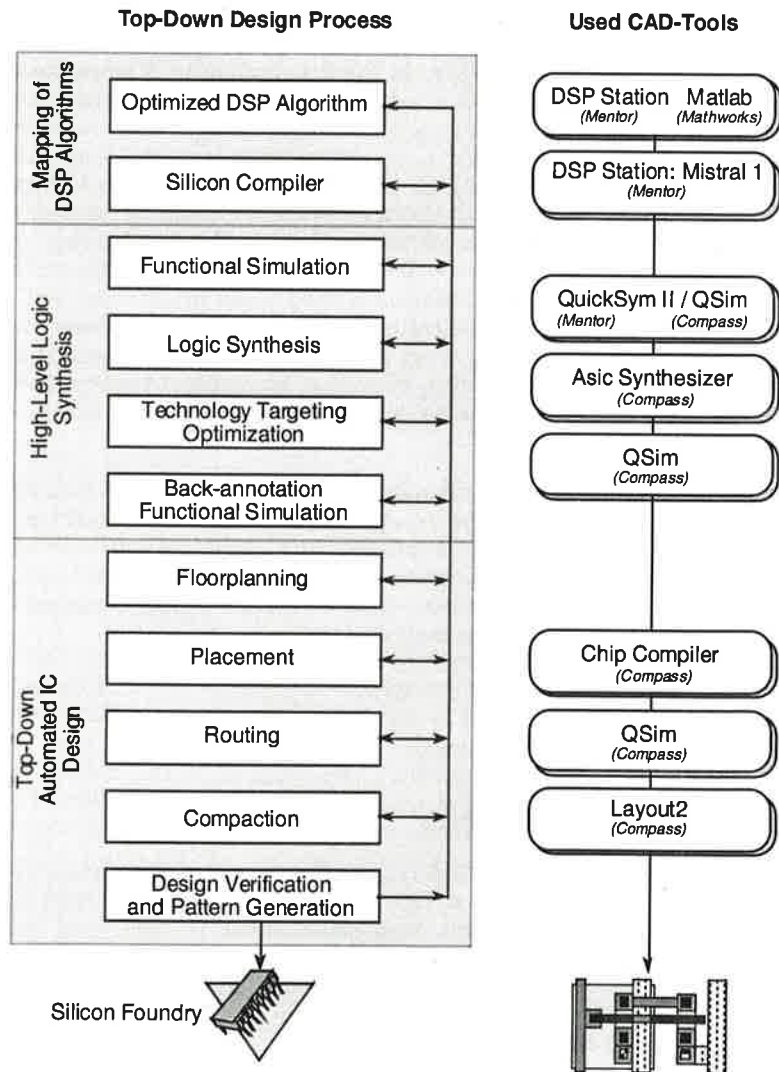 Top-Down Design Process
Used CAD-Tools
Mapping of
DSP Algorithms
Optimized DSP Algorithm
Silicon Compiler
High-Level Logic
Synthesis
Functional Simulation
Logic Synthesis
Technology Targeting
Optimization
Back-annotation
Functional Simulation
Top-Down
Automated IC
Design
Floorplanning
Placement
Routing
Compaction
Design Verification
and Pattern Generation
Silicon Foundry
DSP Station Matlab
(Mentor) (Mathworks)
DSP Station: Mistral 1
(Mentor)
QuickSym II / QSim
(Mentor) (Compass)
Asic Synthesizer
(Compass)
QSim
(Compass)
Chip Compiler
(Compass)
QSim
(Compass)
Layout2
(Compass)